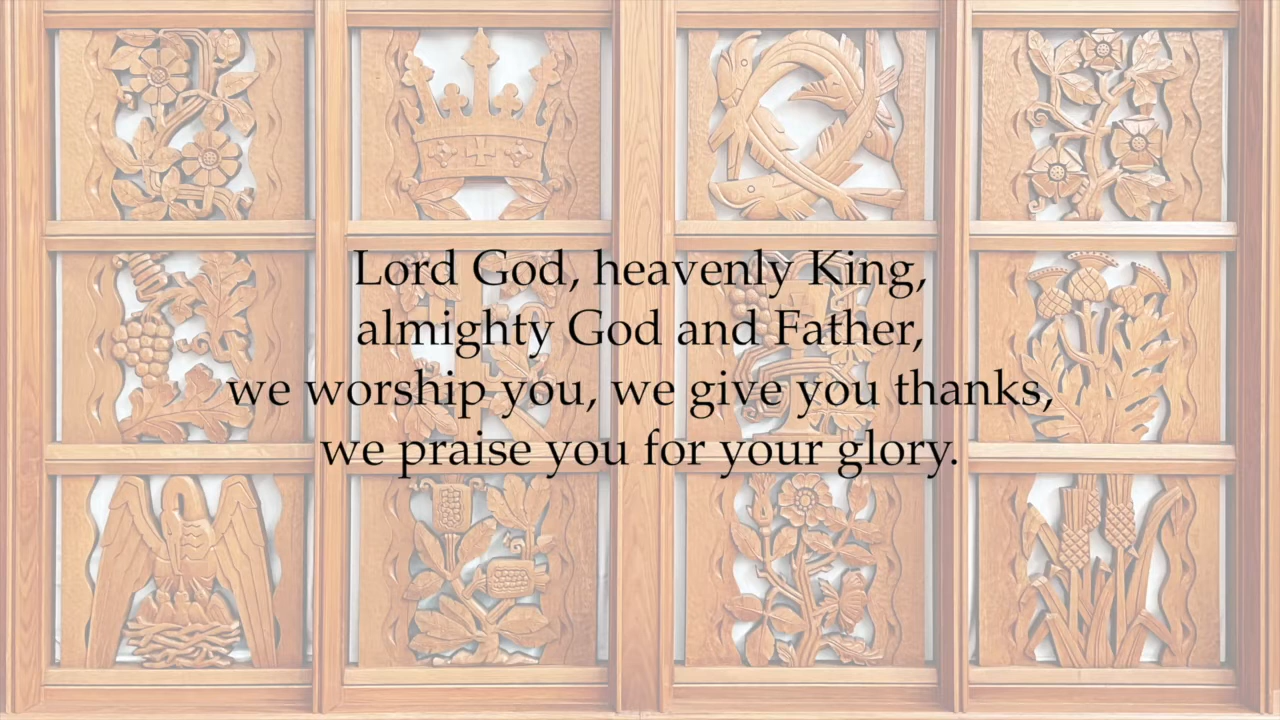 Lord God, heavenly King,
almighty God and Father,
we worship you, we give you thanks,
we praise you for your glory.